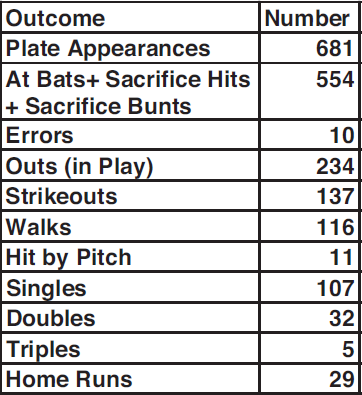 Outcome Number
Plate Appearances 681
At Bats+ Sacrifice Hits 554
+ Sacrifice Bunts
Errors 10
Outs (in Play) 234
Strikeouts 137
Walks 116
Hit by Pitch 11
Singles 107
Doubles 32
Triples 5
Home Runs 29